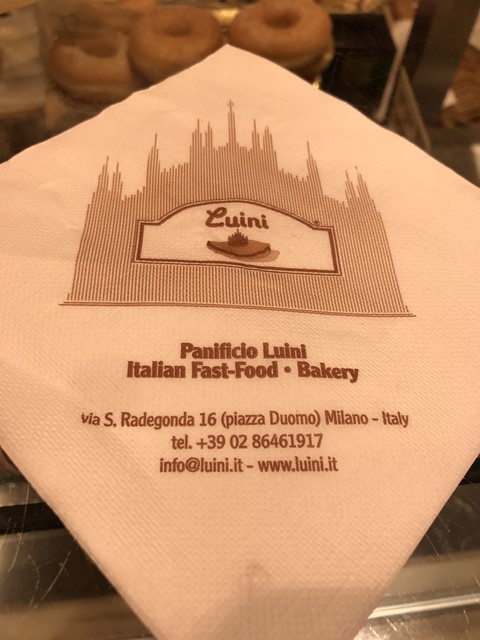 Luini
Panificio Luini
Italian Fast-Food • Bakery
via S. Radegonda 16 (piazza Duomo) Milano - Italy
tel. +39 02 86461917
info@luini.it - www.luini.it